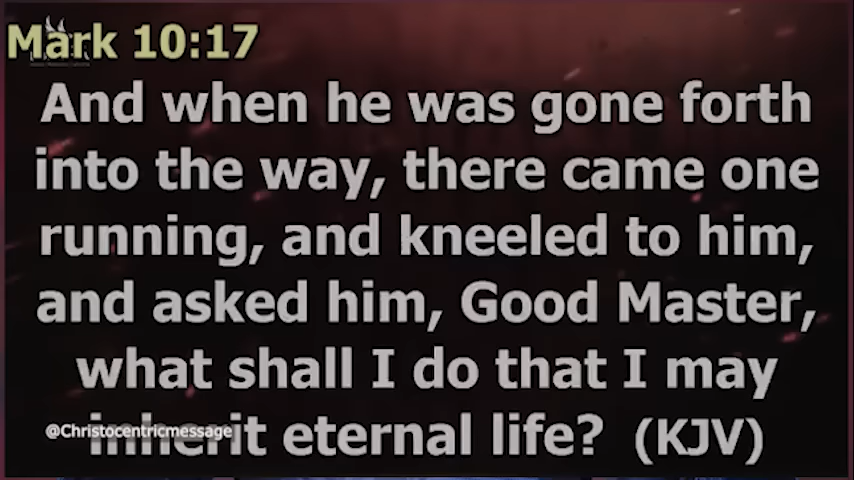 Mark 10:17
And when he was gone forth
into the way, there came one
running, and kneeled to him,
and asked him, Good Master,
what shall I do that I may
inherit eternal life? (KJV)
@Christocentricmessage